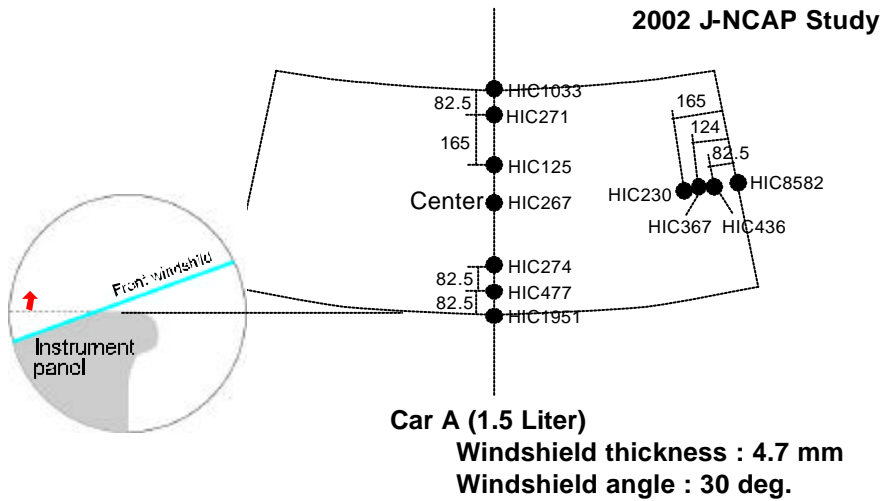 2002 J-NCAP Study
HIC1033
82.5
HIC271
165
165
124
82.5
HIC125
HIC230
HIC8582
Center
HIC267
HIC367
HIC436
HIC274
82.5
HIC477
82.5
HIC1951
Front windshild
Instrument
panel
Car A (1.5 Liter)
Windshield thickness : 4.7 mm
Windshield angle : 30 deg.